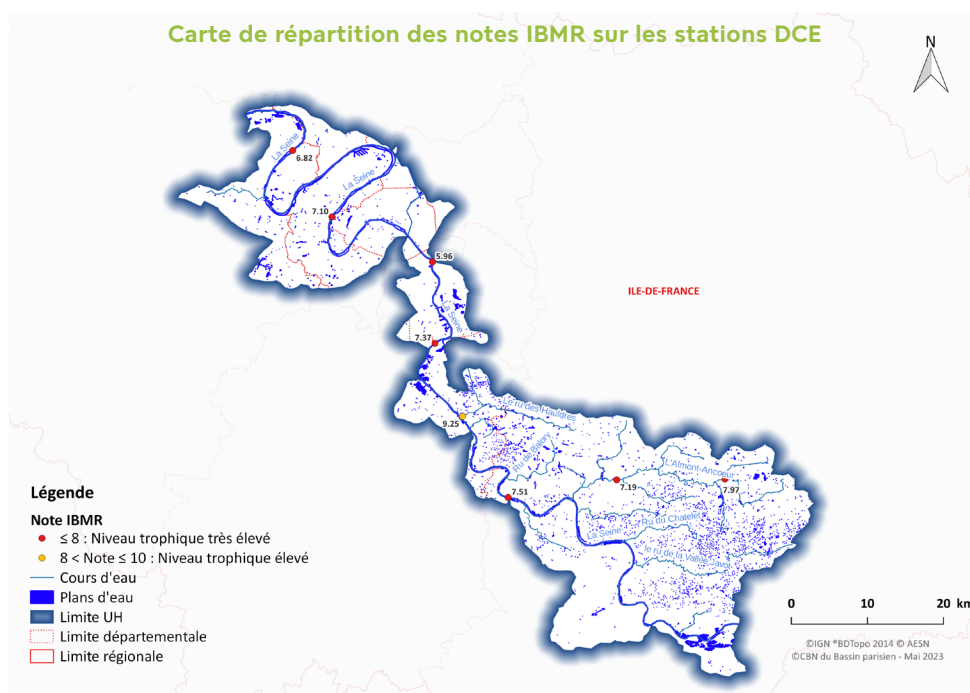 Carte de répartition des notes IBMR sur les stations DCE
N
La Seine
6.82
La Seine
7.10
5.96
ILE-DE-FRANCE
La Seine
7.37
Le ru des Hauldres
9.25
Ru de Balon
L'Almont-Ancoeur
7.51
7.19
7.97
Ru du Chatelet
La Seine
le ru de la Vallée Javot
Légende
Note IBMR
≤ 8 : Niveau trophique très élevé
8 < Note ≤ 10 : Niveau trophique élevé
Cours d'eau
Plans d'eau
Limite UH
Limite départementale
Limite régionale
0 10 20 km
©IGN ®BDTopo 2014 © AESN
©CBN du Bassin parisien - Mai 2023